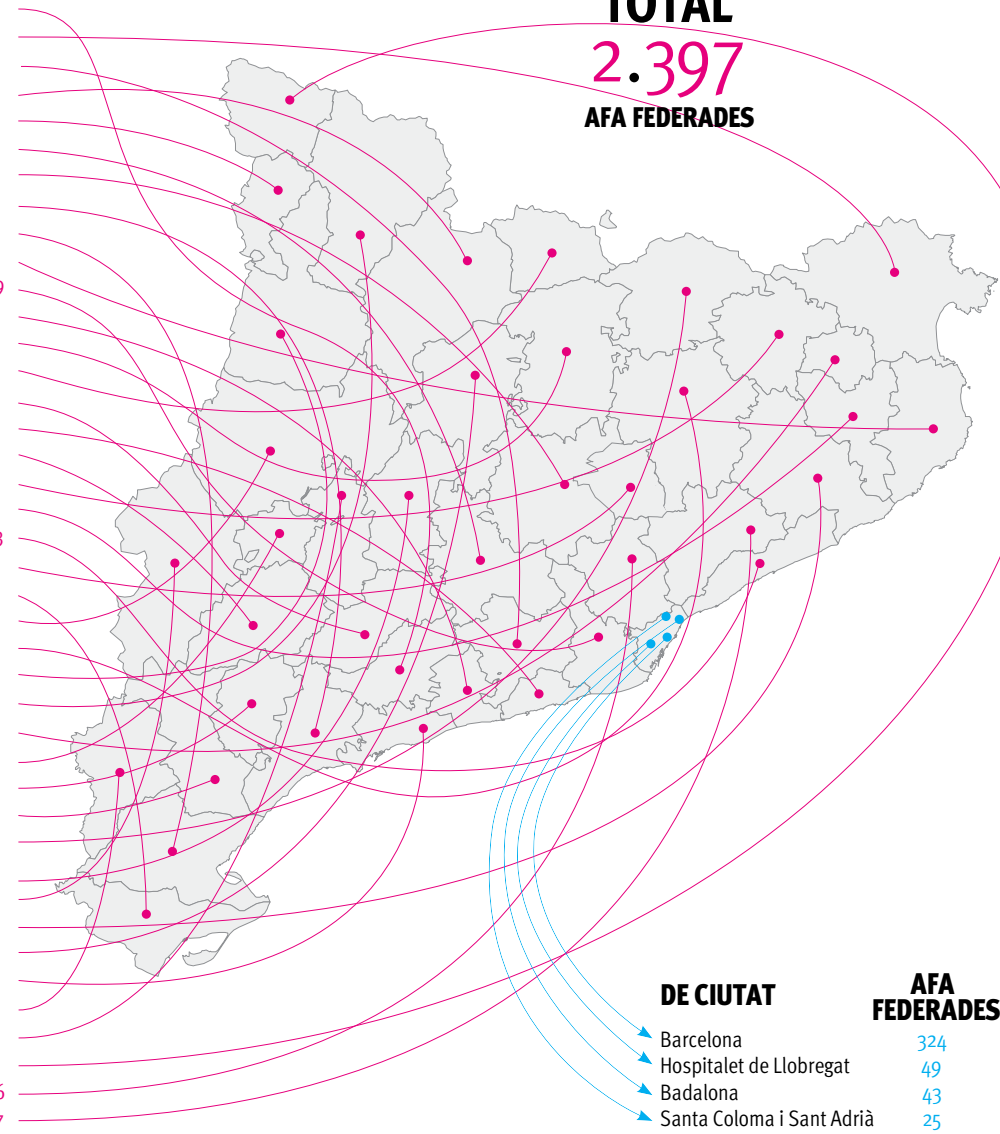 TOTAL
2.397
AFA FEDERADES
DE CIUTAT
AFA
FEDERADES
Barcelona 324
Hospitalet de Llobregat 49
Badalona 43
Santa Coloma i Sant Adrià 25